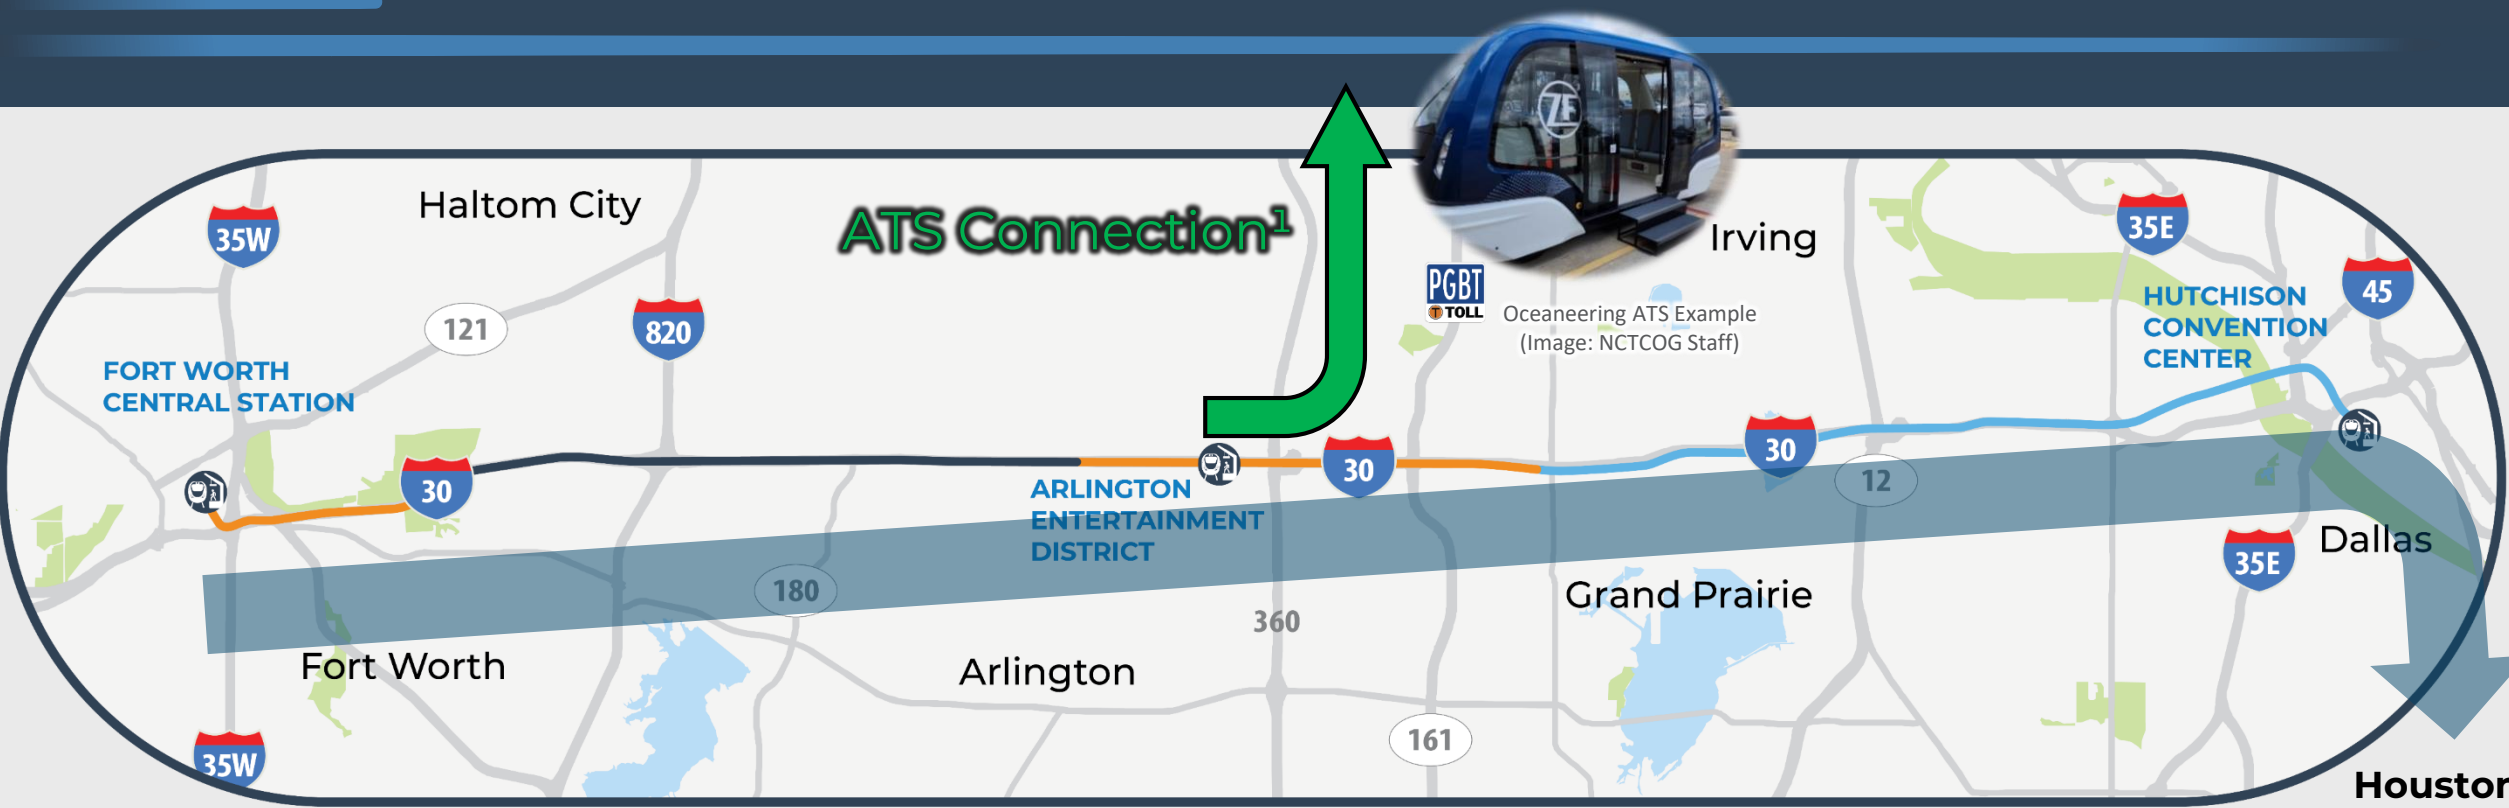 Haltom City
35W
ATS Connection¹
ZF
Irving
35E
45
PGBT
TOLL
Oceaneering ATS Example
(Image: NCTCOG Staff)
HUTCHISON
CONVENTION
CENTER
121
820
FORT WORTH
CENTRAL STATION
30
ARLINGTON
ENTERTAINMENT
DISTRICT
30
30
12
35E
Dallas
180
360
Grand Prairie
Fort Worth
Arlington
161
35W
Houston